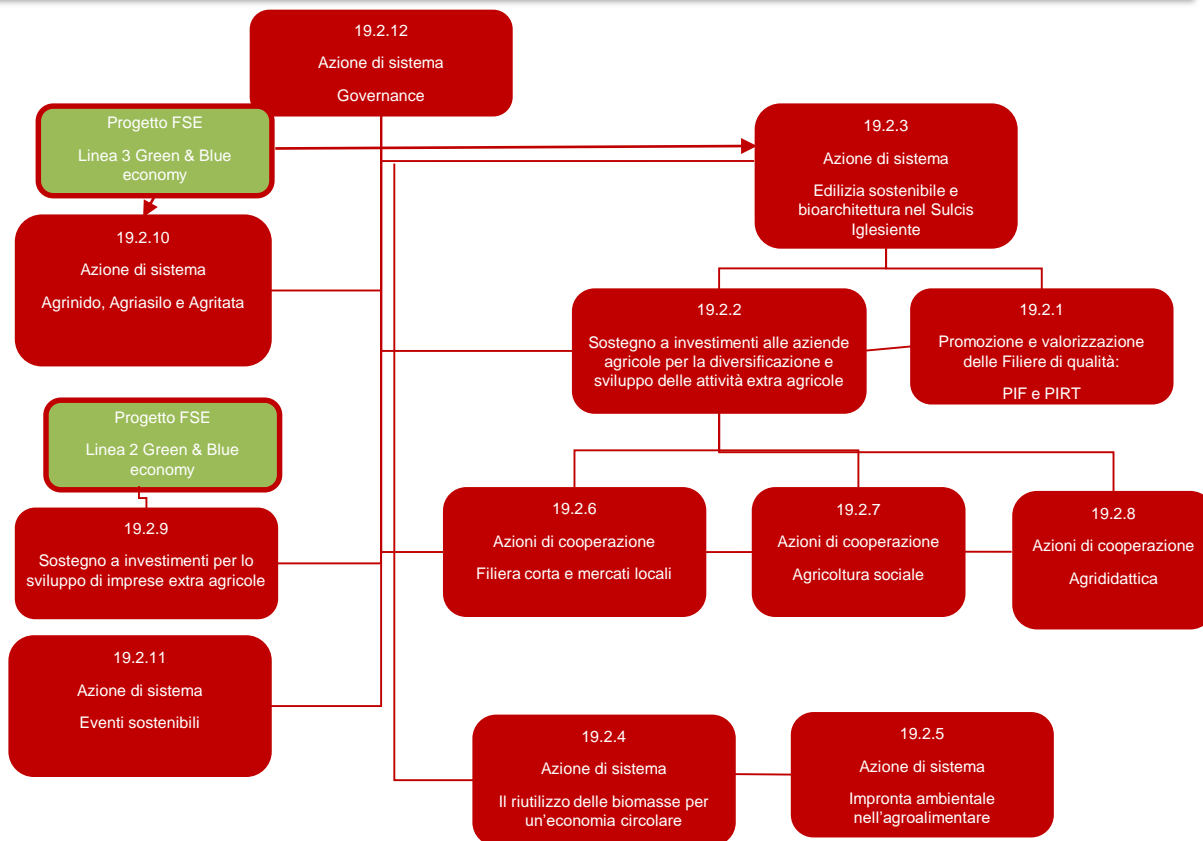 19.2.12
Azione di sistema
Governance
Progetto FSE
Linea 3 Green & Blue
economy
19.2.3
Azione di sistema
Edilizia sostenibile e
bioarchitettura nel Sulcis
Iglesiente
19.2.10
Azione di sistema
Agrinido, Agriasilo e Agritata
19.2.2
Sostegno a investimenti alle aziende
agricole per la diversificazione e
sviluppo delle attività extra agricole
19.2.1
Promozione e valorizzazione
delle Filiere di qualità:
PIF e PIRT
Progetto FSE
Linea 2 Green & Blue
economy
19.2.9
Sostegno a investimenti per lo
sviluppo di imprese extra agricole
19.2.6
Azioni di cooperazione
Filiera corta e mercati locali
19.2.7
Azioni di cooperazione
Agricoltura sociale
19.2.8
Azioni di cooperazione
Agrididattica
19.2.11
Azione di sistema
Eventi sostenibili
19.2.4
Azione di sistema
Il riutilizzo delle biomasse per
un'economia circolare
19.2.5
Azione di sistema
Impronta ambientale
nell'agroalimentare